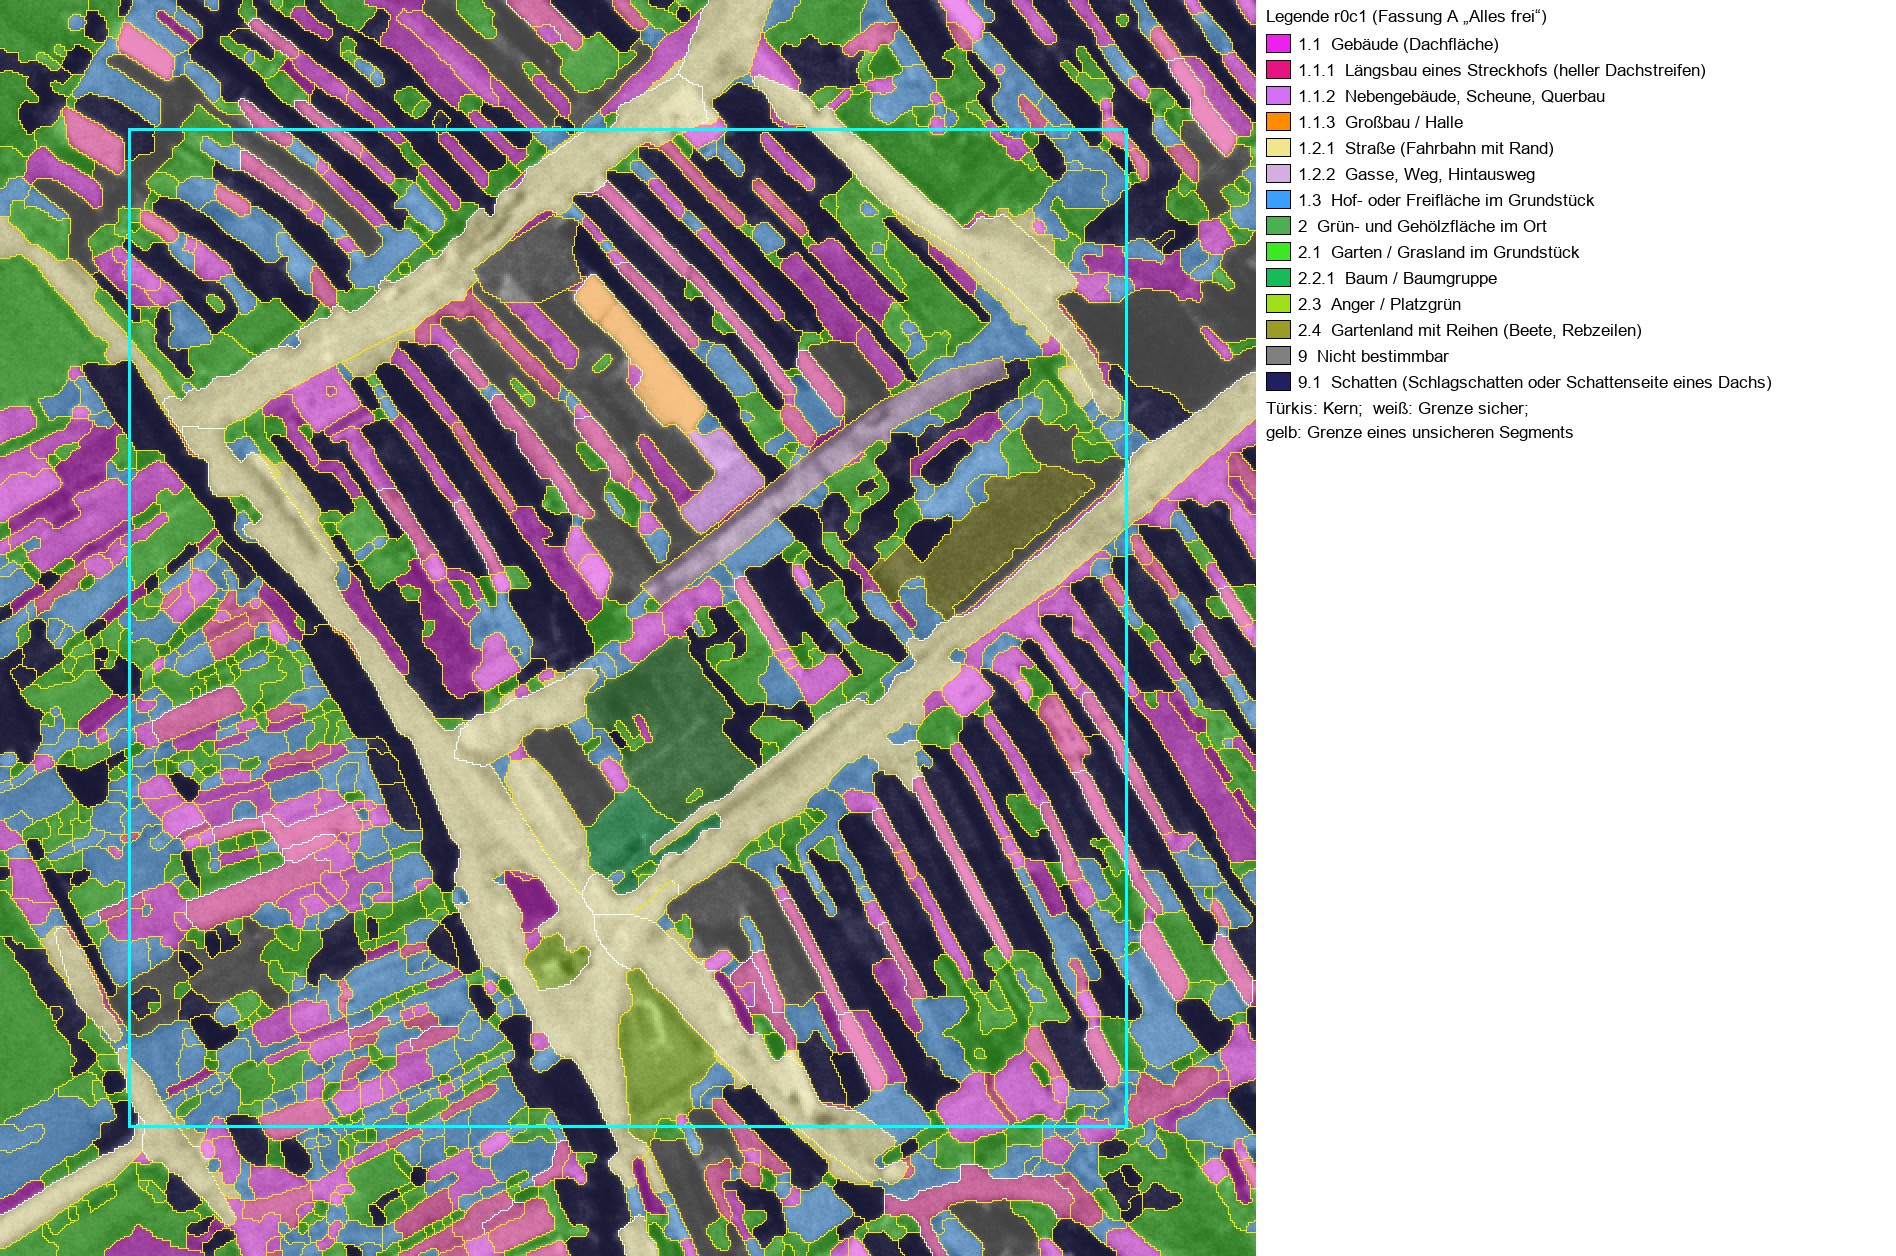 Legende r0c1 (Fassung A „Alles frei“)
1.1 Gebäude (Dachfläche)
1.1.1 Längsbau eines Streckhofs (heller Dachstreifen)
1.1.2 Nebengebäude, Scheune, Querbau
1.1.3 Großbau / Halle
1.2.1 Straße (Fahrbahn mit Rand)
1.2.2 Gasse, Weg, Hintausweg
1.3 Hof- oder Freifläche im Grundstück
2 Grün- und Gehölzfläche im Ort
2.1 Garten / Grasland im Grundstück
2.2.1 Baum / Baumgruppe
2.3 Anger / Platzgrün
2.4 Gartenland mit Reihen (Beete, Rebzeilen)
9 Nicht bestimmbar
9.1 Schatten (Schlagschatten oder Schattenseite eines Dachs)
Türkis: Kern; weiß: Grenze sicher;
gelb: Grenze eines unsicheren Segments